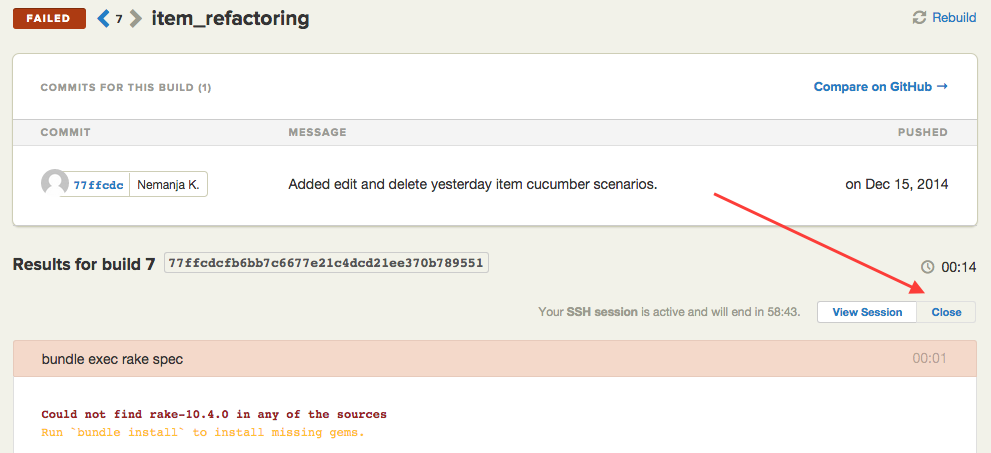 FAILED 7 item_refactoring Rebuild
COMMITS FOR THIS BUILD (1) Compare on GitHub →
COMMIT MESSAGE PUSHED
77ffcdc Nemanja K. Added edit and delete yesterday item cucumber scenarios. on Dec 15, 2014
Results for build 7 77ffcdcfb6bb7c6677e21c4dcd21ee370b789551 00:14
Your SSH session is active and will end in 58:43. View Session Close
bundle exec rake spec 00:01
Could not find rake-10.4.0 in any of the sources
Run `bundle install` to install missing gems.